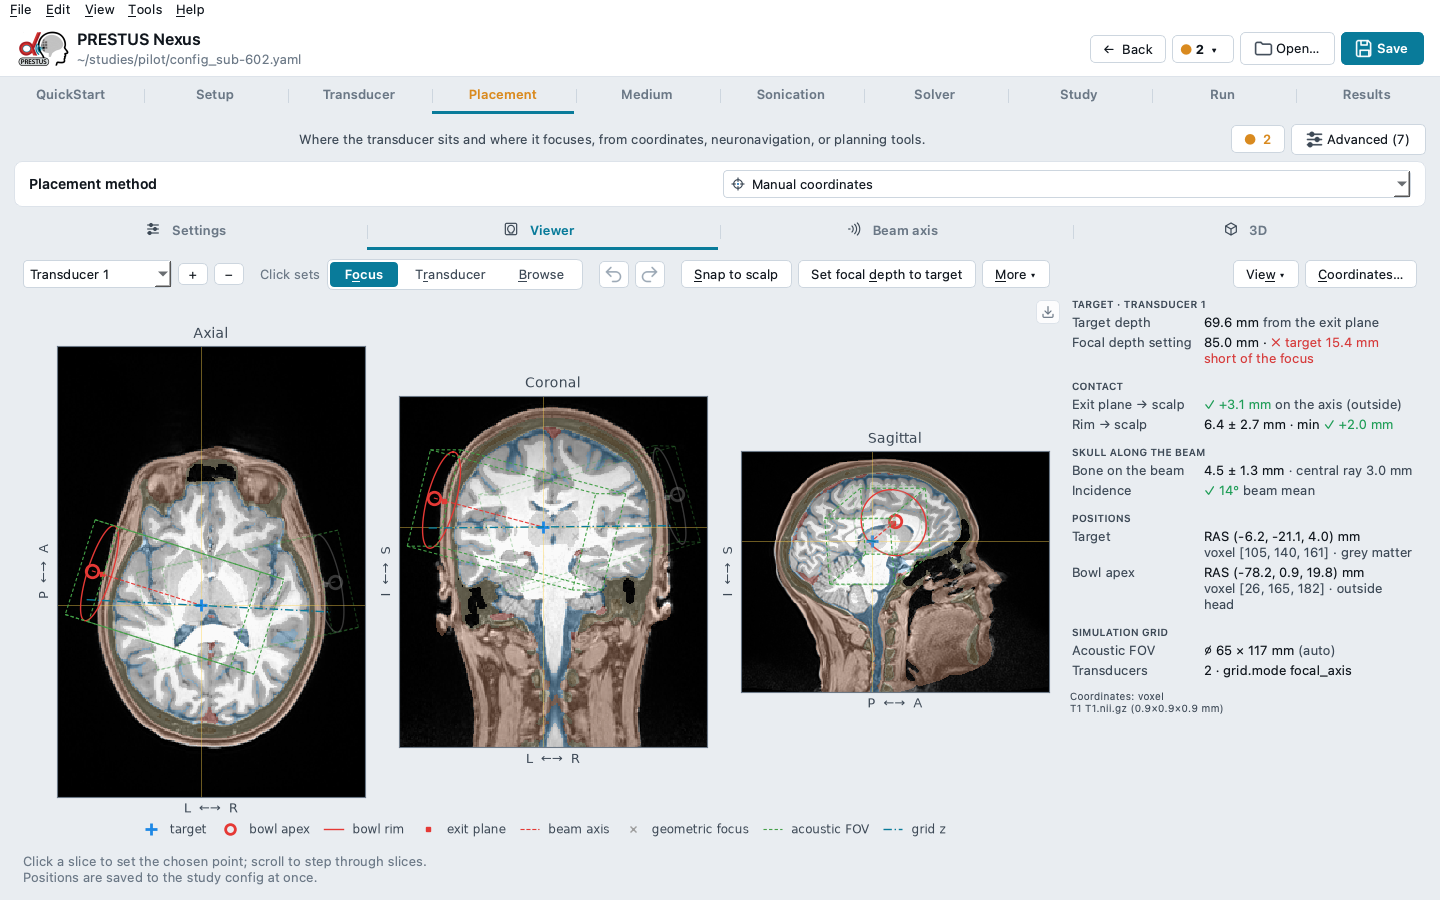 File Edit View Tools Help
PRESTUS
PRESTUS Nexus
~/studies/pilot/config_sub-602.yaml
← Back
2
Open...
Save
QuickStart
Setup
Transducer
Placement
Medium
Sonication
Solver
Study
Run
Results
Where the transducer sits and where it focuses, from coordinates, neuronavigation, or planning tools.
2
Advanced (7)
Placement method
Manual coordinates
Settings
Viewer
Beam axis
3D
Transducer 1
+
−
Click sets
Focus
Transducer
Browse
Snap to scalp
Set focal depth to target
More
View
Coordinates...
Axial
P ←→ A
L ←→ R
Coronal
I ←→ S
L ←→ R
Sagittal
I ←→ S
P ←→ A
TARGET · TRANSDUCER 1
Target depth 69.6 mm from the exit plane
Focal depth setting 85.0 mm · ✕ target 15.4 mm
short of the focus
CONTACT
Exit plane → scalp ✓ +3.1 mm on the axis (outside)
Rim → scalp 6.4 ± 2.7 mm · min ✓ +2.0 mm
SKULL ALONG THE BEAM
Bone on the beam 4.5 ± 1.3 mm · central ray 3.0 mm
Incidence ✓ 14° beam mean
POSITIONS
Target RAS (-6.2, -21.1, 4.0) mm
voxel [105, 140, 161] · grey matter
Bowl apex RAS (-78.2, 0.9, 19.8) mm
voxel [26, 165, 182] · outside
head
SIMULATION GRID
Acoustic FOV ø 65 × 117 mm (auto)
Transducers 2 · grid.mode focal_axis
Coordinates: voxel
T1 T1.nii.gz (0.9×0.9×0.9 mm)
target bowl apex bowl rim exit plane beam axis geometric focus acoustic FOV grid z
Click a slice to set the chosen point; scroll to step through slices.
Positions are saved to the study config at once.